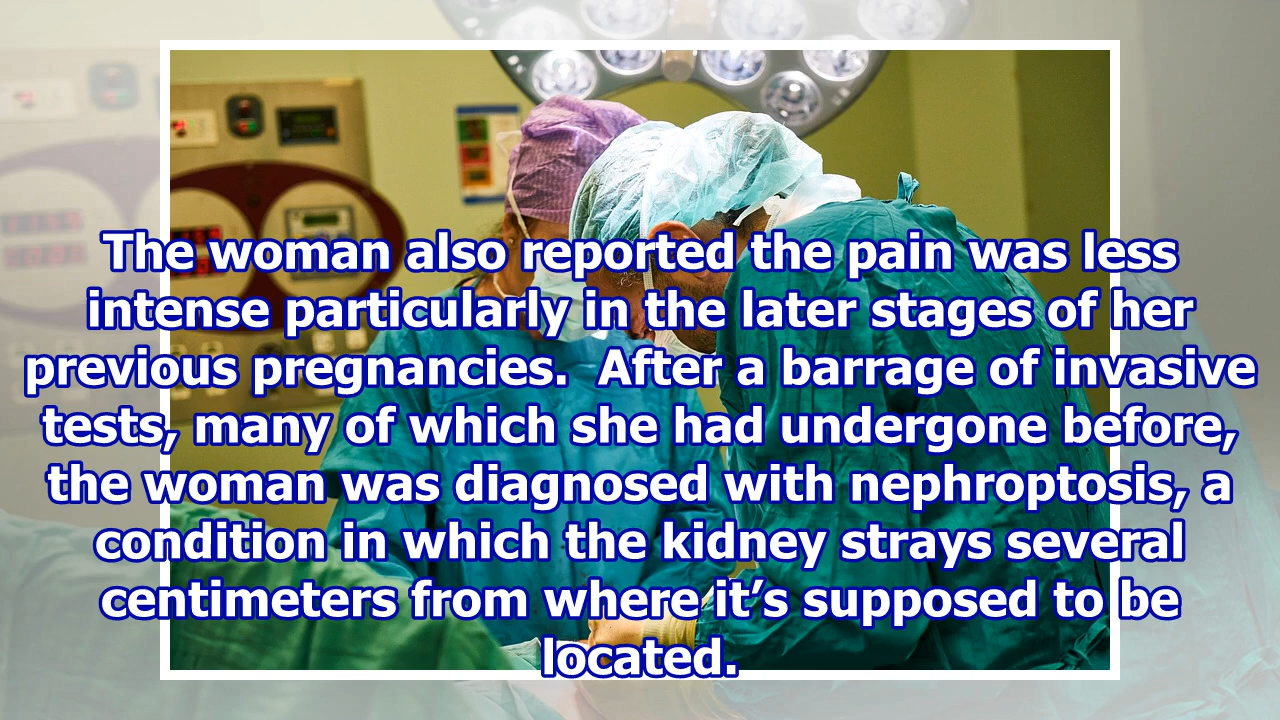 The woman also reported the pain was less
intense particularly in the later stages of her
previous pregnancies.  After a barrage of invasive
tests, many of which she had undergone before,
the woman was diagnosed with nephroptosis, a
condition in which the kidney strays several
centimeters from where it’s supposed to be
located.